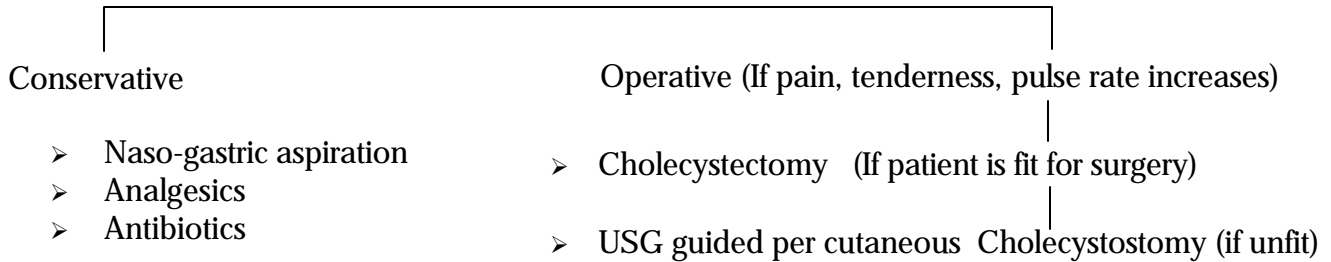 Conservative
➢ Naso-gastric aspiration
➢ Analgesics
➢ Antibiotics
Operative (If pain, tenderness, pulse rate increases)
➢ Cholecystectomy (If patient is fit for surgery)
➢ USG guided per cutaneous Cholecystostomy (if unfit)